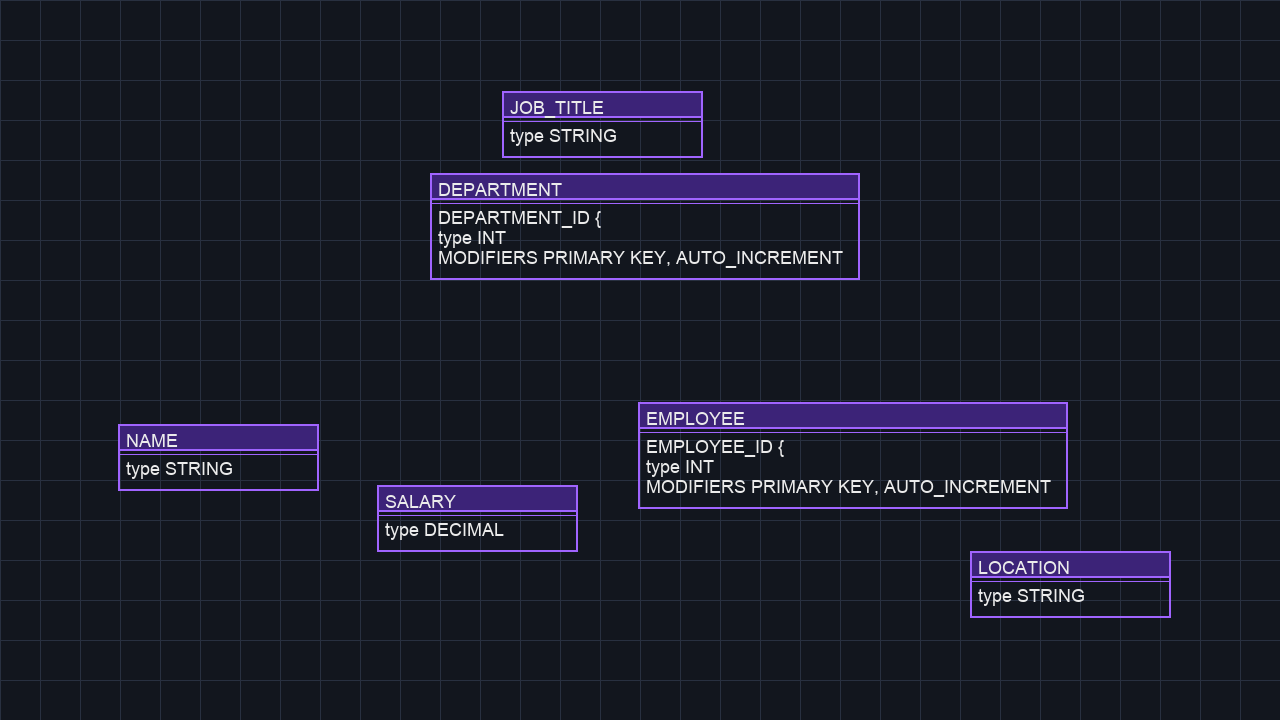 JOB_TITLE
type STRING
DEPARTMENT
DEPARTMENT_ID {
type INT
MODIFIERS PRIMARY KEY, AUTO_INCREMENT
NAME
type STRING
SALARY
type DECIMAL
EMPLOYEE
EMPLOYEE_ID {
type INT
MODIFIERS PRIMARY KEY, AUTO_INCREMENT
LOCATION
type STRING